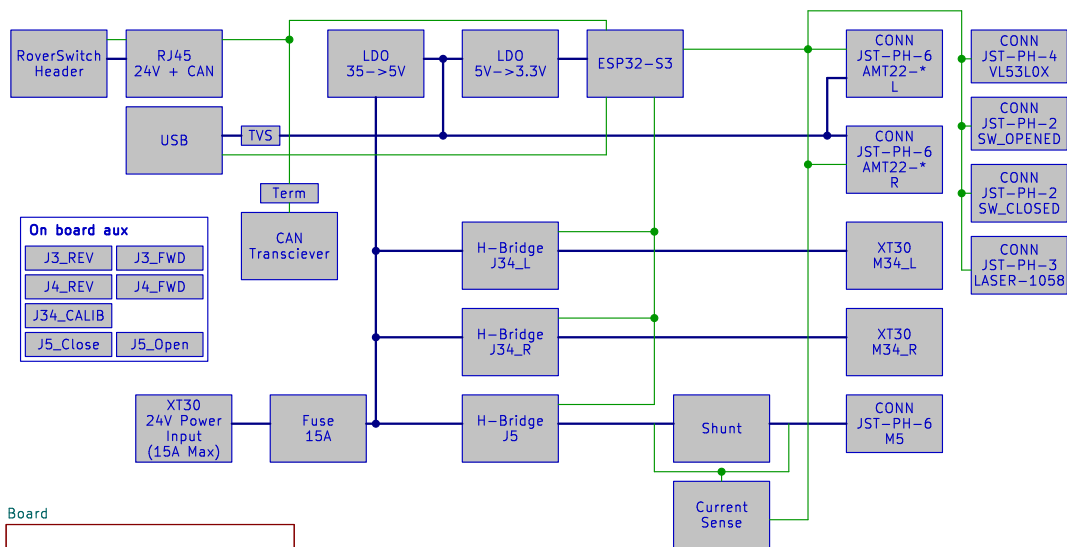 RoverSwitch
Header
RJ45
24V + CAN
LDO
35->5V
LDO
5V->3.3V
ESP32-S3
CONN
JST-PH-6
AMT22-*
L
CONN
JST-PH-4
VL53L0X
USB
TVS
CONN
JST-PH-6
AMT22-*
R
CONN
JST-PH-2
SW_OPENED
CONN
JST-PH-2
SW_CLOSED
Term
CAN
Transciever
H-Bridge
J34_L
XT30
M34_L
CONN
JST-PH-3
LASER-1058
On board aux
J3_REV
J3_FWD
J4_REV
J4_FWD
J34_CALIB
J5_Close
J5_Open
H-Bridge
J34_R
XT30
M34_R
XT30
24V Power
Input
(15A Max)
Fuse
15A
H-Bridge
J5
Shunt
CONN
JST-PH-6
M5
Current
Sense
Board